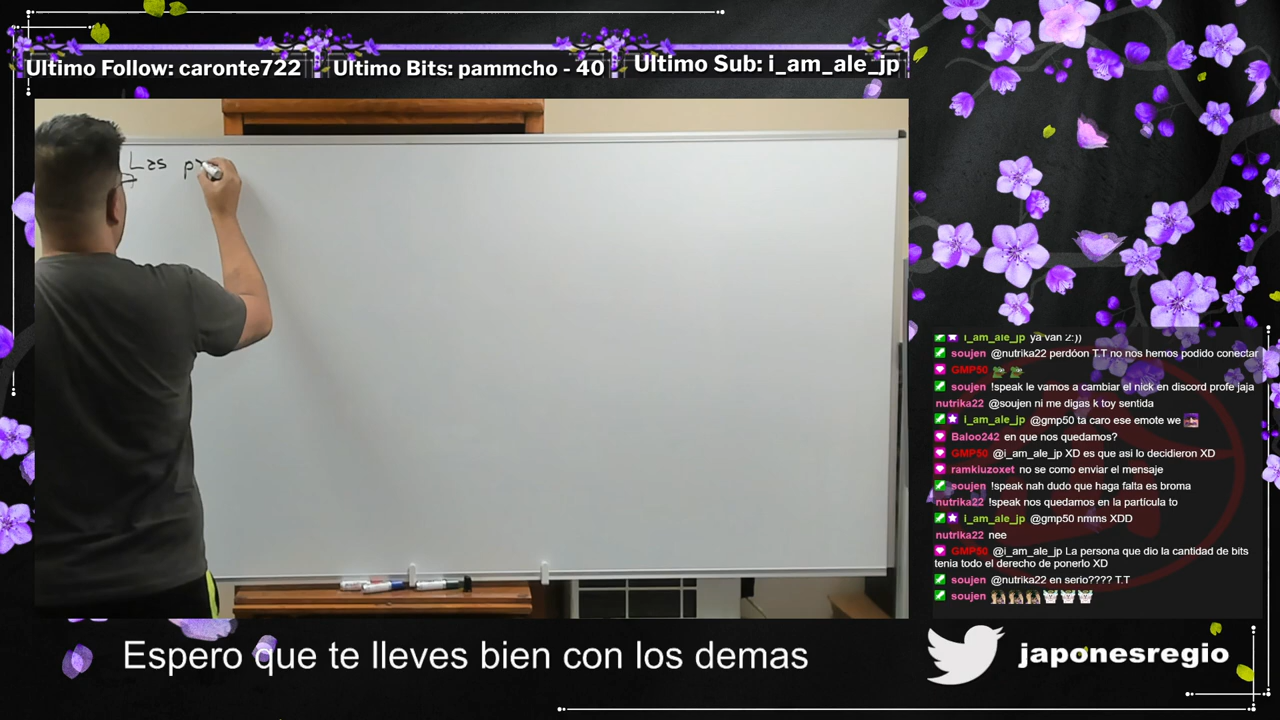 Ultimo Follow: caronte722
Ultimo Bits: pammcho - 40
Ultimo Sub: i_am_ale_jp
Las
i_am_ale_jp ya van 2:))
soujen @nutrika22 perdóon T.T no nos hemos podido conectar
GMP50
soujen !speak le vamos a cambiar el nick en discord profe jaja
nutrika22 @soujen ni me digas k toy sentida
i_am_ale_jp @gmp50 ta caro ese emote we
Baloo242 en que nos quedamos?
GMP50 @i_am_ale_jp XD es que asi lo decidieron XD
ramkiuzoxet no se como enviar el mensaje
soujen !speak nah dudo que haga falta es broma
nutrika22 !speak nos quedamos en la partícula to
i_am_ale_jp @gmp50 nmms XDD
nutrika22 nee
GMP50 @i_am_ale_jp La persona que dio la cantidad de bits
tenia todo el derecho de ponerlo XD
soujen @nutrika22 en serio???? T.T
soujen
Espero que te lleves bien con los demas
japonesregio